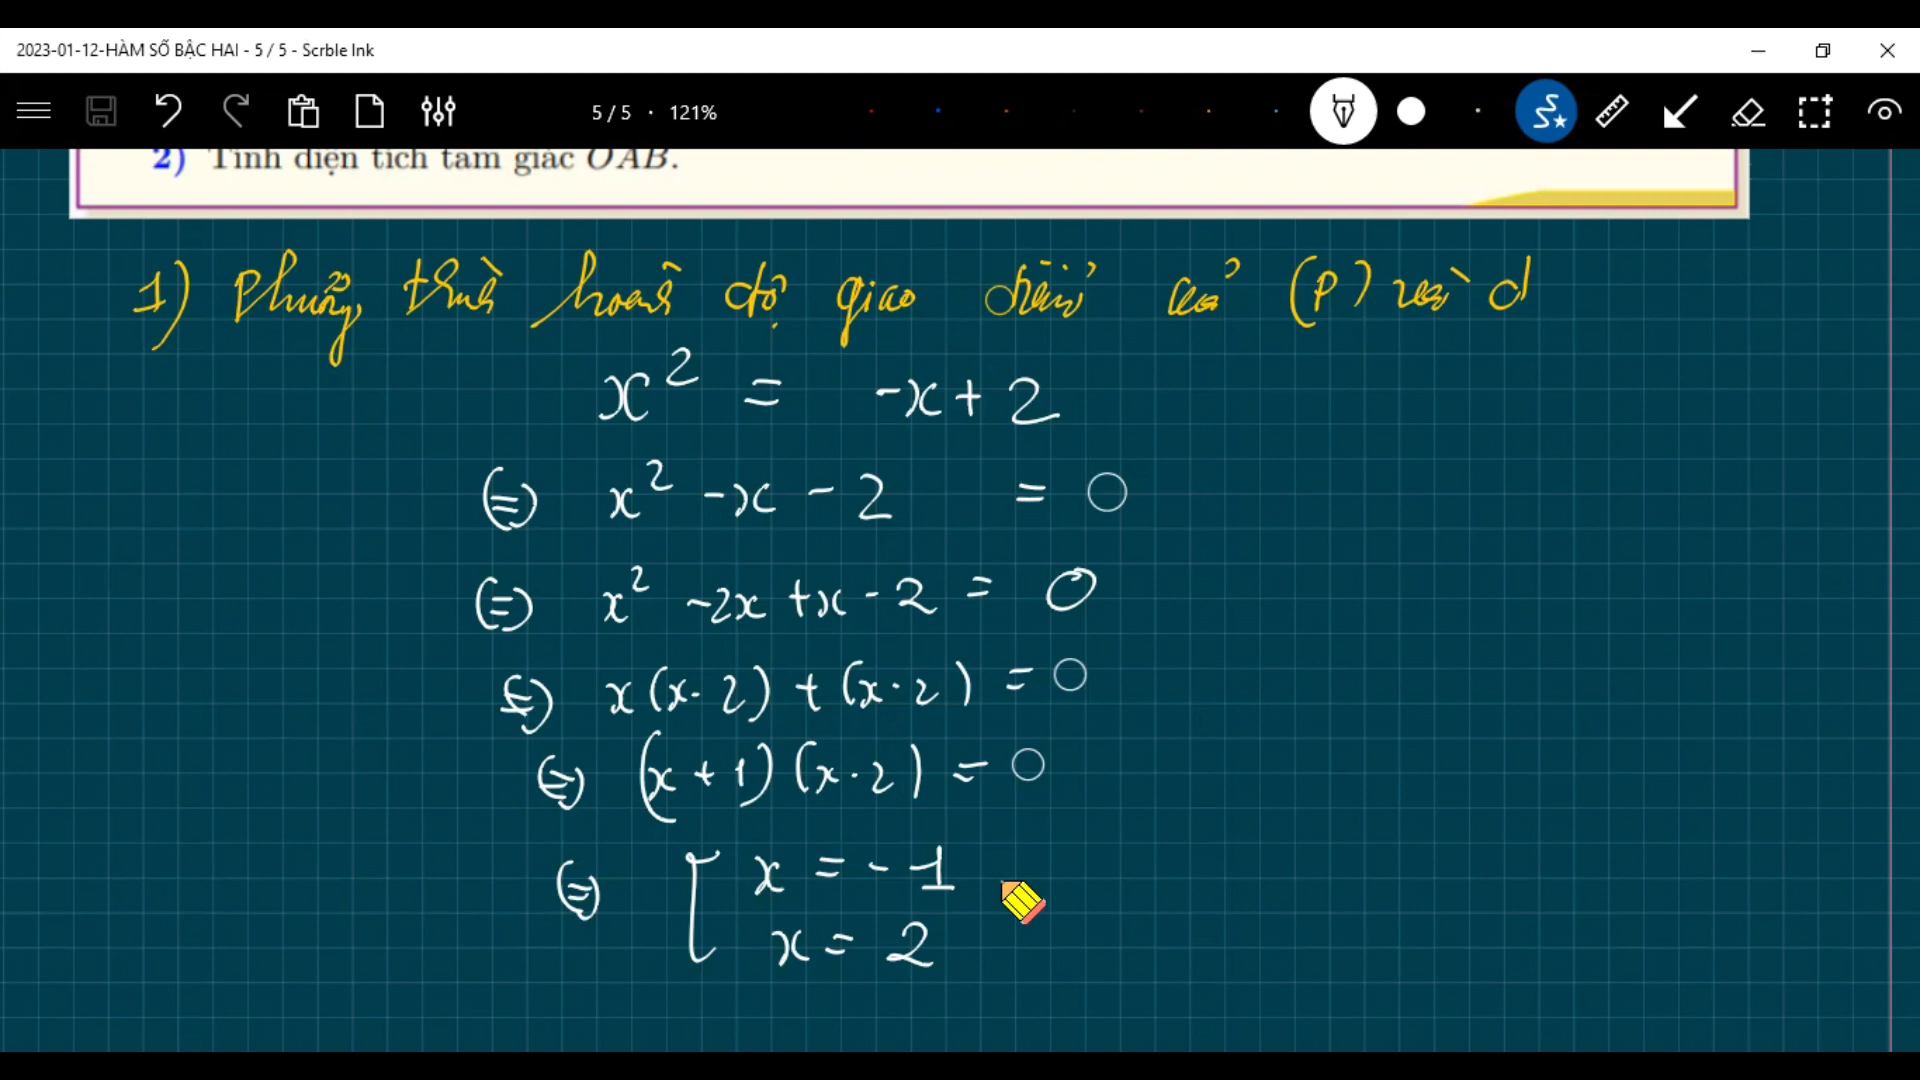 2023-01-12-HÀM SỐ BẬC HAI - 5 / 5 - Scrble Ink
5 / 5 · 121%
2) Tính diện tích tam giác OAB.
1) Phương trình hoành độ giao điểm của (P) và d
x² = -x + 2
(=) x² - x - 2 = 0
(=) x² - 2x + x - 2 = 0
(=) x(x - 2) + (x - 2) = 0
(=) (x + 1)(x - 2) = 0
(=) [ x = -1
x = 2